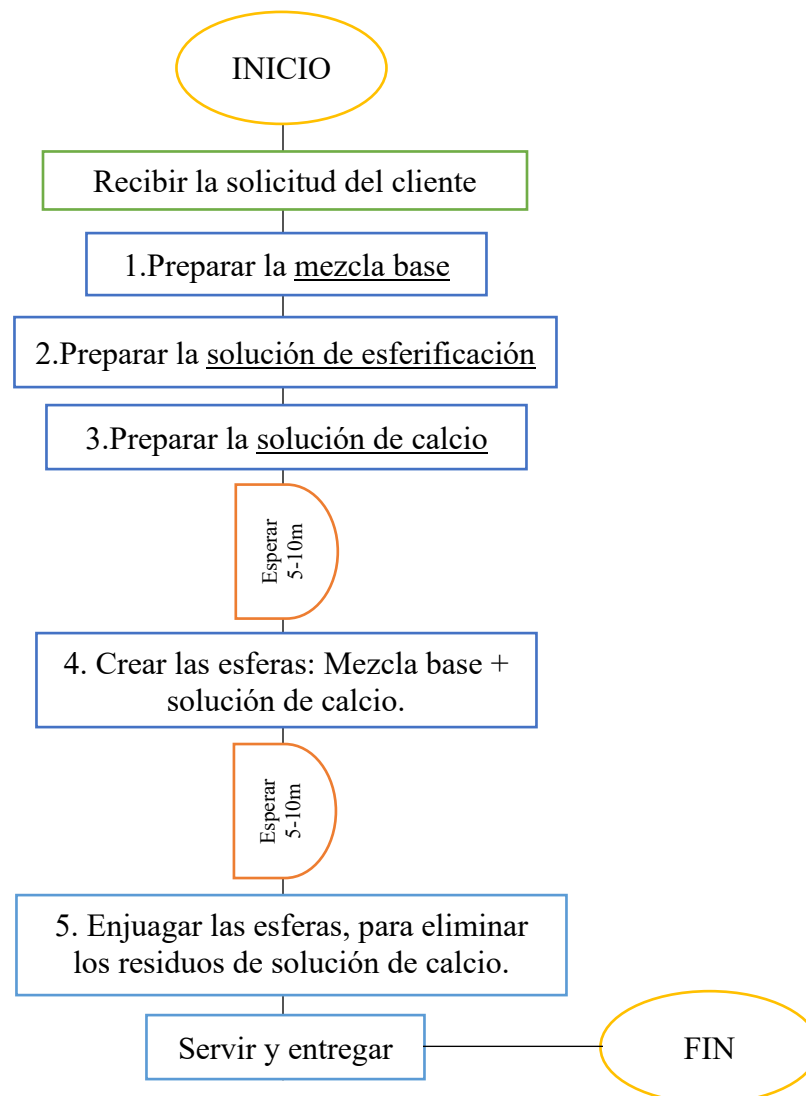 INICIO
Recibir la solicitud del cliente
1.Preparar la mezcla base
2.Preparar la solución de esferificación
3.Preparar la solución de calcio
Esperar
5-10m
4. Crear las esferas: Mezcla base +
solución de calcio.
Esperar
5-10m
5. Enjuagar las esferas, para eliminar
los residuos de solución de calcio.
Servir y entregar
FIN